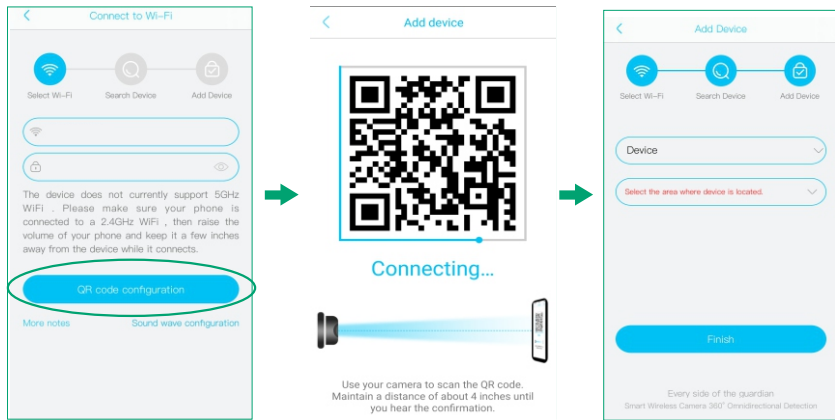 Connect to Wi-Fi
Select Wi-Fi
Search Device
Add Device
The device does not currently support 5GHz
WiFi . Please make sure your phone is
connected to a 2.4GHz WiFi , then raise the
volume of your phone and keep it a few inches
away from the device while it connects.
QR code configuration
More notes
Sound wave configuration
Add device
Connecting...
Use your camera to scan the QR code.
Maintain a distance of about 4 inches until
you hear the confirmation.
Add Device
Select Wi-Fi
Search Device
Add Device
Device
Select the area where device is located.
Finish
Every side of the guardian
Smart Wireless Camera 360° Omnidirectional Detection